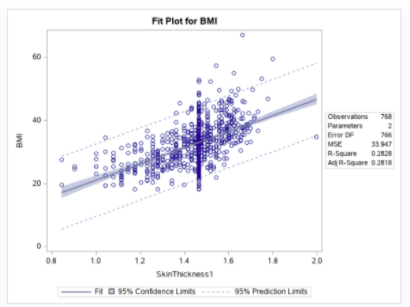 Fit Plot for BMI
60
40
20
0
BMI
Observations 768
Parameters 2
Error DF 766
MSE 33.947
R-Square 0.2828
Adj R-Square 0.2818
0.8 1.0 1.2 1.4 1.6 1.8 2.0
SkinThickness1
Fit 95% Confidence Limits 95% Prediction Limits